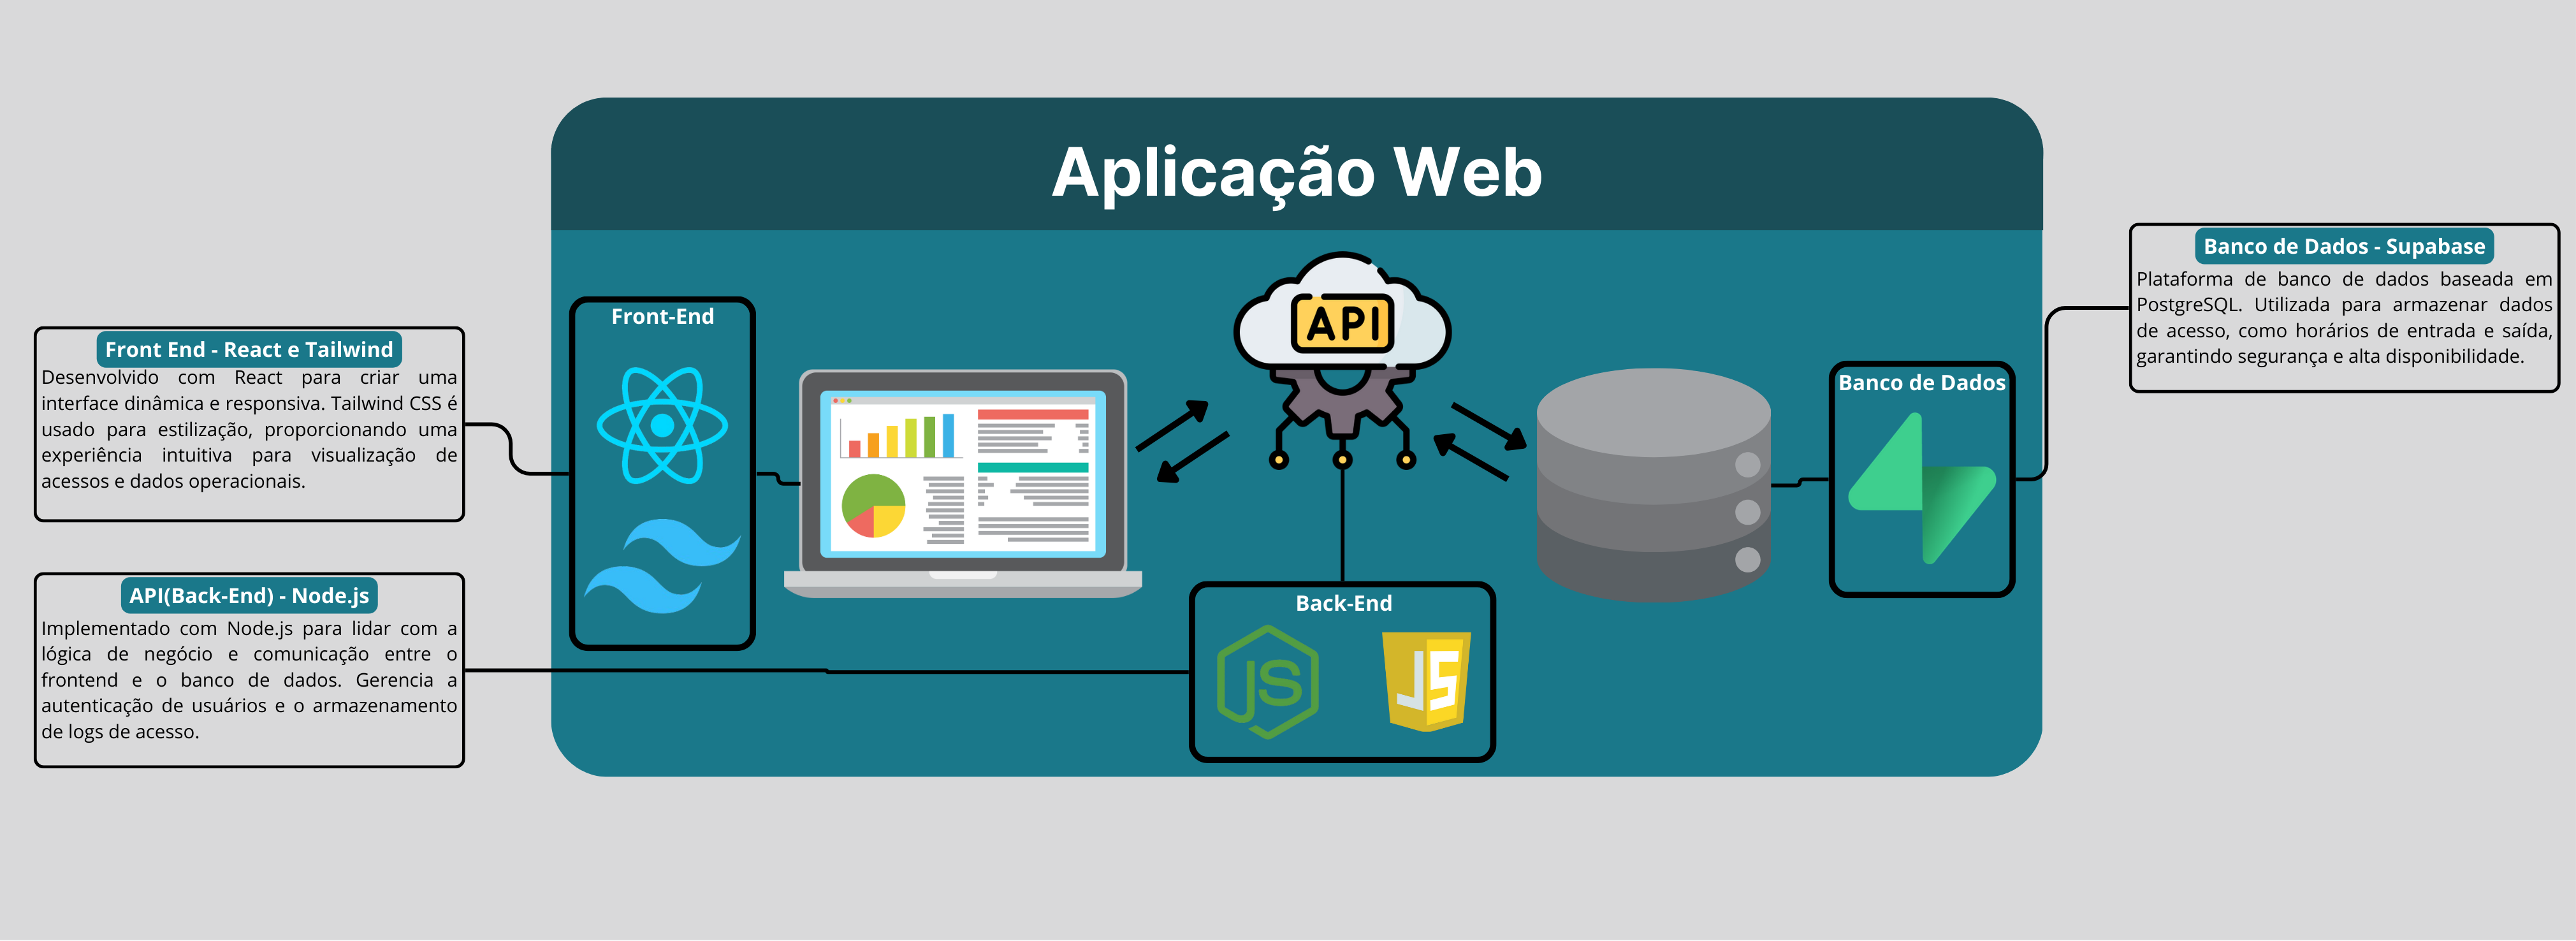 Aplicação Web
Front End - React e Tailwind
Desenvolvido com React para criar uma
interface dinâmica e responsiva. Tailwind CSS é
usado para estilização, proporcionando uma
experiência intuitiva para visualização de
acessos e dados operacionais.
API(Back-End) - Node.js
Implementado com Node.js para lidar com a
lógica de negócio e comunicação entre o
frontend e o banco de dados. Gerencia a
autenticação de usuários e o armazenamento
de logs de acesso.
Front-End
API
Back-End
JS
JS
Banco de Dados
Banco de Dados - Supabase
Plataforma de banco de dados baseada em
PostgreSQL. Utilizada para armazenar dados
de acesso, como horários de entrada e saída,
garantindo segurança e alta disponibilidade.